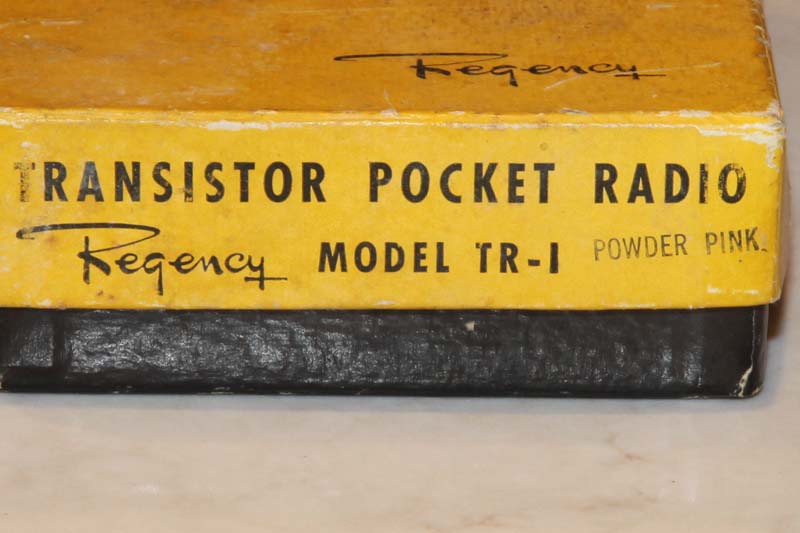 Regency
TRANSISTOR POCKET RADIO
Regency MODEL TR-1 POWDER PINK